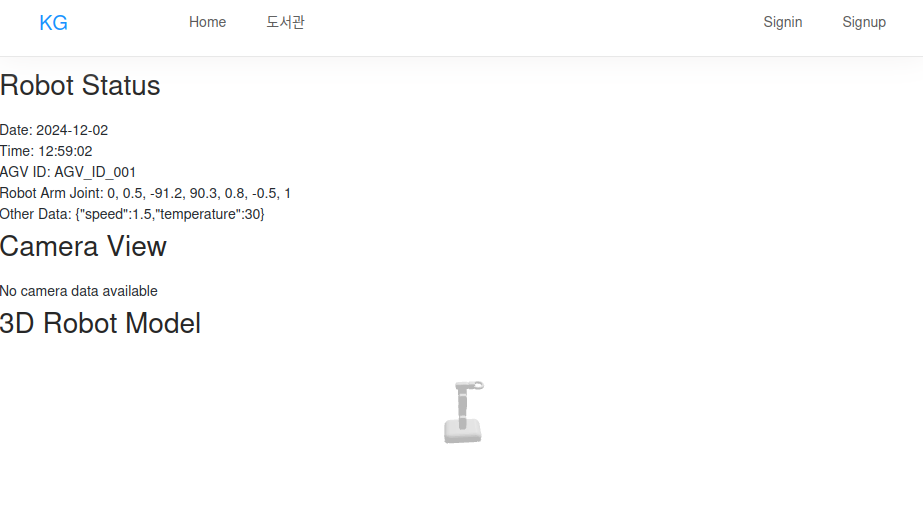 KG Home 도서관 Signin Signup
Robot Status
Date: 2024-12-02
Time: 12:59:02
AGV ID: AGV_ID_001
Robot Arm Joint: 0, 0.5, -91.2, 90.3, 0.8, -0.5, 1
Other Data: {"speed":1.5,"temperature":30}
Camera View
No camera data available
3D Robot Model